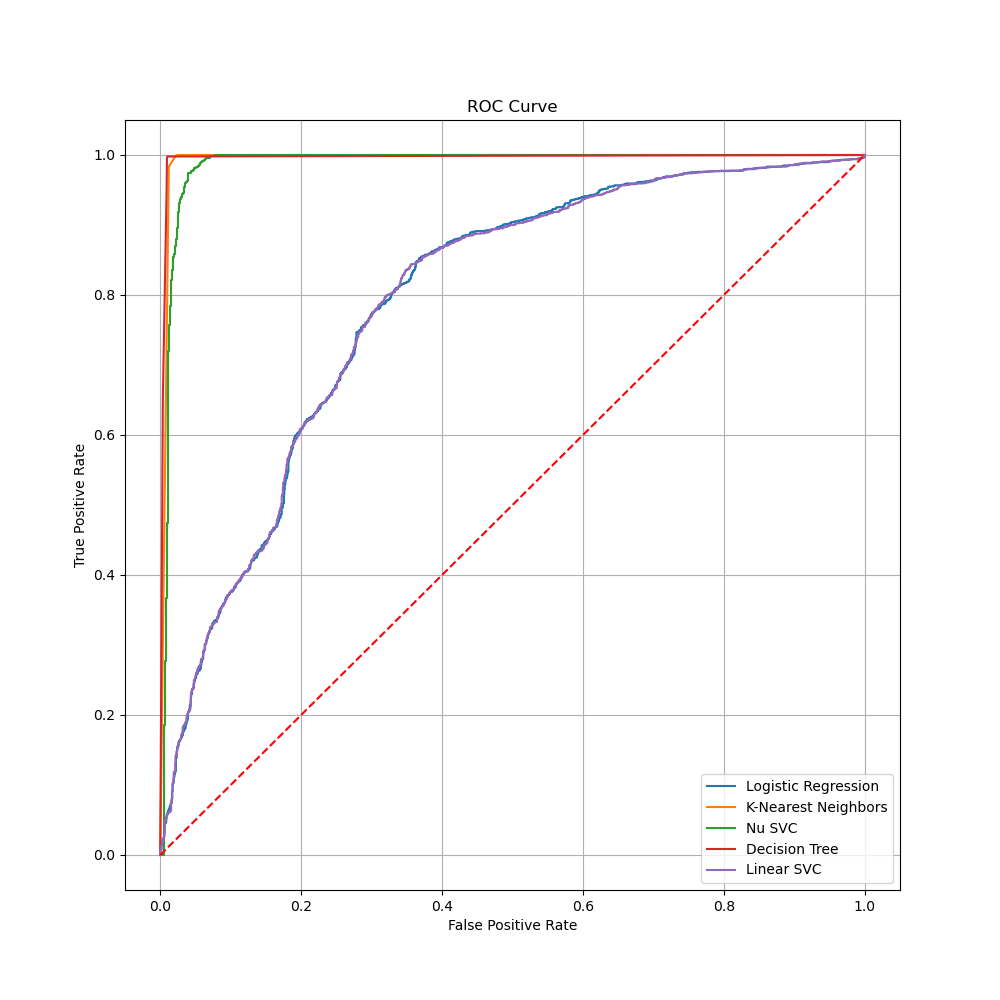 ROC Curve
True Positive Rate
1.0
0.8
0.6
0.4
0.2
0.0
Logistic Regression
K-Nearest Neighbors
Nu SVC
Decision Tree
Linear SVC
0.0 0.2 0.4 0.6 0.8 1.0
False Positive Rate